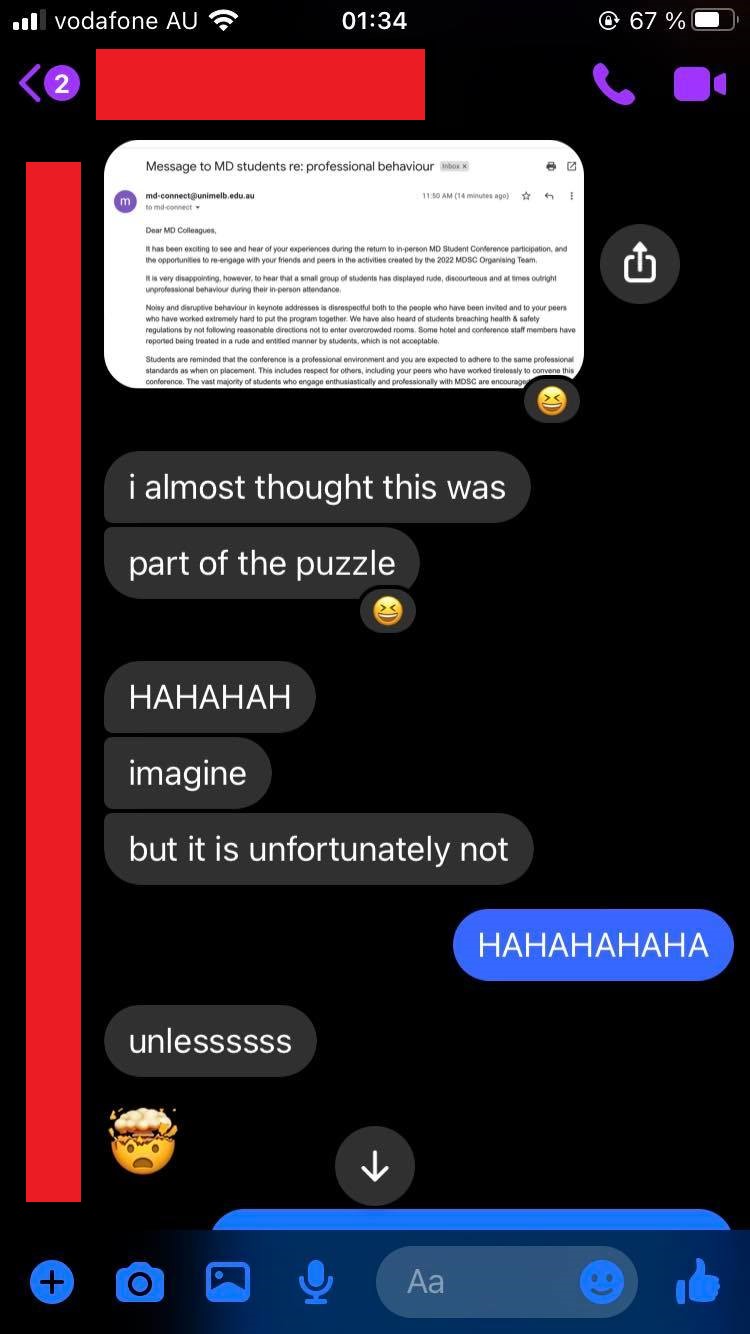 vodafone AU
01:34
67 %
2
Message to MD students re: professional behaviour Inbox x
m
md-connect@unimelb.edu.au
11:50 AM (14 minutes ago)
to md-connect
Dear MD Colleagues,
It has been exciting to see and hear of your experiences during the return to in-person MD Student Conference participation, and
the opportunities to re-engage with your friends and peers in the activities created by the 2022 MDSC Organising Team.
It is very disappointing, however, to hear that a small group of students has displayed rude, discourteous and at times outright
unprofessional behaviour during their in-person attendance.
Noisy and disruptive behaviour in keynote addresses is disrespectful both to the people who have been invited and to your peers
who have worked extremely hard to put the program together. We have also heard of students breaching health & safety
regulations by not following reasonable directions not to enter overcrowded rooms. Some hotel and conference staff members have
reported being treated in a rude and entitled manner by students, which is not acceptable.
Students are reminded that the conference is a professional environment and you are expected to adhere to the same professional
standards as when on placement. This includes respect for others, including your peers who have worked tirelessly to convene this
conference. The vast majority of students who engage enthusiastically and professionally with MDSC are encouraged
i almost thought this was
part of the puzzle
HAHAHAH
imagine
but it is unfortunately not
HAHAHAHAHA
unlessssss
Aa